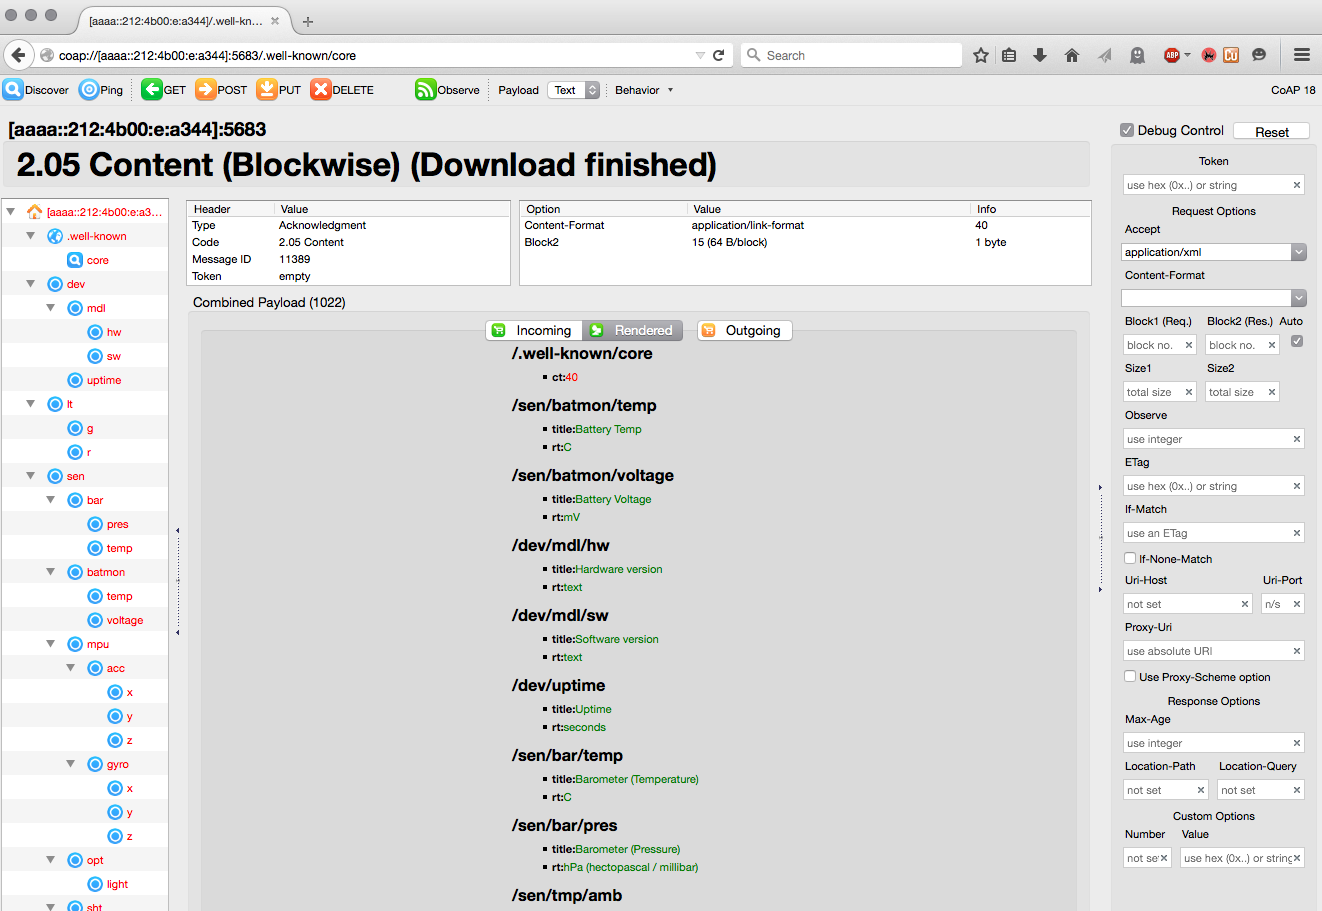 [aaaa::212:4b00:e:a344]/.well-kn...
coap://[aaaa::212:4b00:e:a344]:5683/.well-known/core
Search
ABP
Discover Ping GET POST PUT DELETE Observe Payload Text Behavior CoAP 18
[aaaa::212:4b00:e:a344]:5683
2.05 Content (Blockwise) (Download finished)
[aaaa::212:4b00:e:a3...
.well-known
core
dev
mdl
hw
sw
uptime
lt
g
r
sen
bar
pres
temp
batmon
temp
voltage
mpu
acc
x
y
z
gyro
x
y
z
opt
light
sht
Header Value
Type Acknowledgment
Code 2.05 Content
Message ID 11389
Token empty
Option Value Info
Content-Format application/link-format 40
Block2 15 (64 B/block) 1 byte
Combined Payload (1022)
Incoming Rendered Outgoing
/.well-known/core
ct:40
/sen/batmon/temp
title:Battery Temp
rt:C
/sen/batmon/voltage
title:Battery Voltage
rt:mV
/dev/mdl/hw
title:Hardware version
rt:text
/dev/mdl/sw
title:Software version
rt:text
/dev/uptime
title:Uptime
rt:seconds
/sen/bar/temp
title:Barometer (Temperature)
rt:C
/sen/bar/pres
title:Barometer (Pressure)
rt:hPa (hectopascal / millibar)
/sen/tmp/amb
Debug Control Reset
Token
use hex (0x..) or string
Request Options
Accept
application/xml
Content-Format
Block1 (Req.) Block2 (Res.) Auto
block no. block no.
Size1 Size2
total size total size
Observe
use integer
ETag
use hex (0x..) or string
If-Match
use an ETag
If-None-Match
Uri-Host Uri-Port
not set n/s
Proxy-Uri
use absolute URI
Use Proxy-Scheme option
Response Options
Max-Age
use integer
Location-Path Location-Query
not set not set
Custom Options
Number Value
not se use hex (0x..) or string